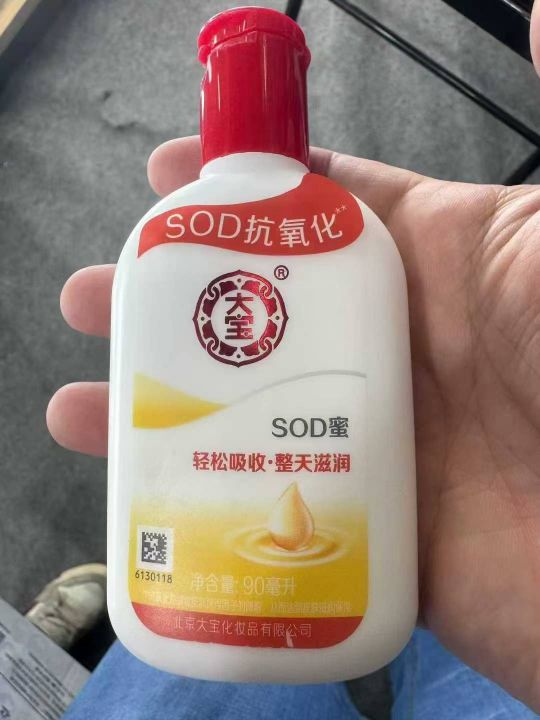 SOD抗氧化**
®
大宝
SOD蜜
轻松吸收·整天滋润
6130118
净含量: 90毫升
北京大宝化妆品有限公司